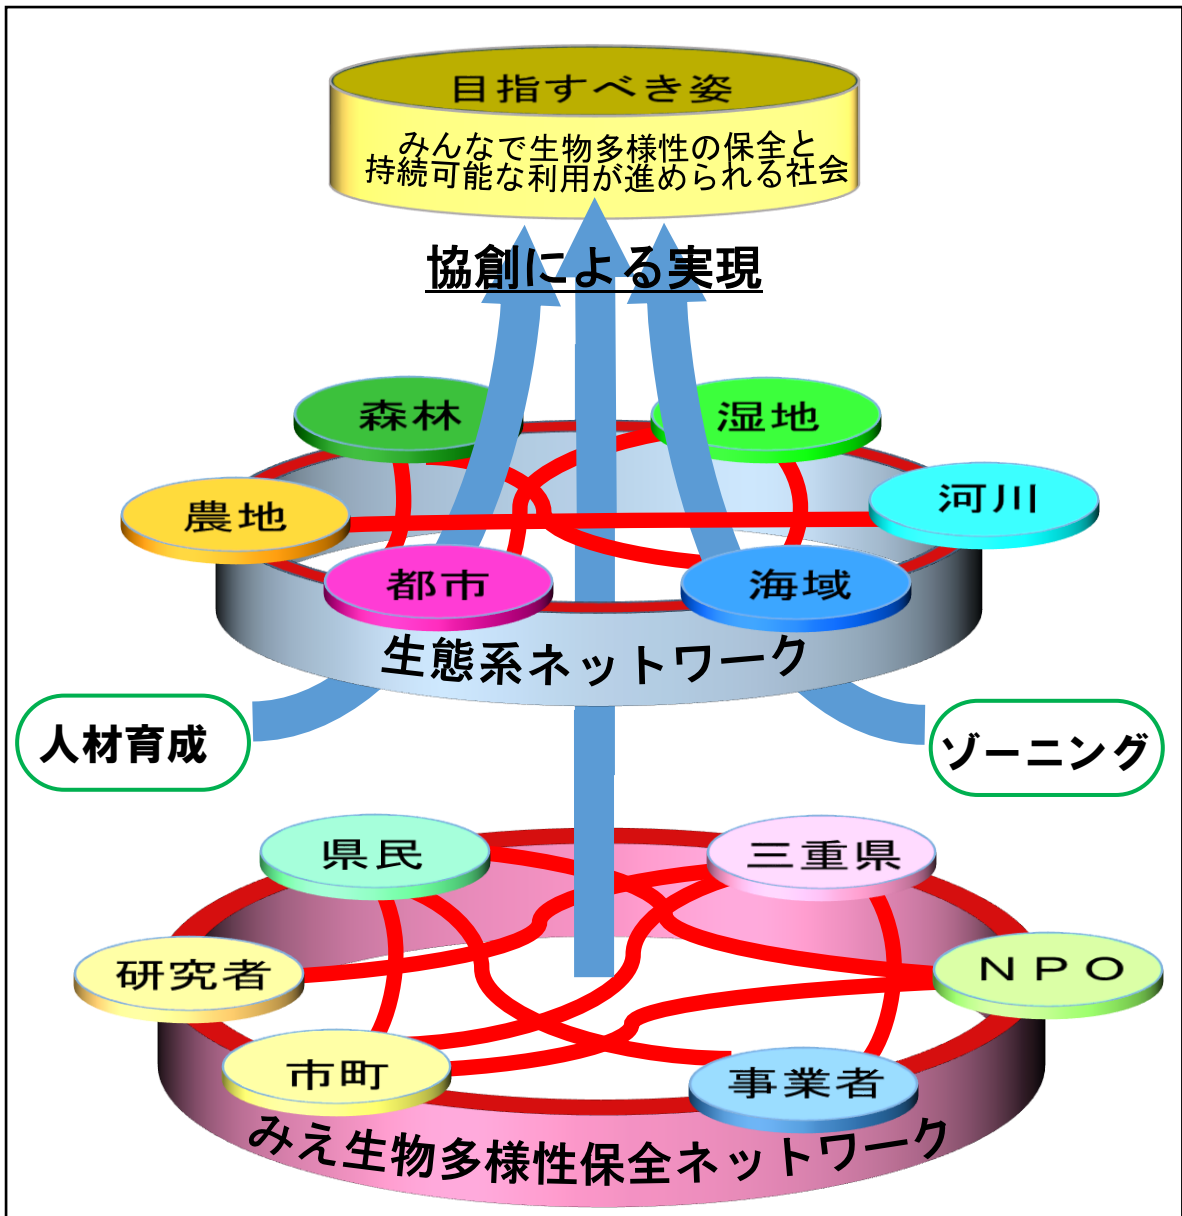 目指すべき姿
みんなで生物多様性の保全と
持続可能な利用が進められる社会
協創による実現
森林
湿地
農地
河川
都市
海域
生態系ネットワーク
人材育成
ゾーニング
県民
三重県
研究者
ＮＰＯ
市町
事業者
みえ生物多様性保全ネットワーク